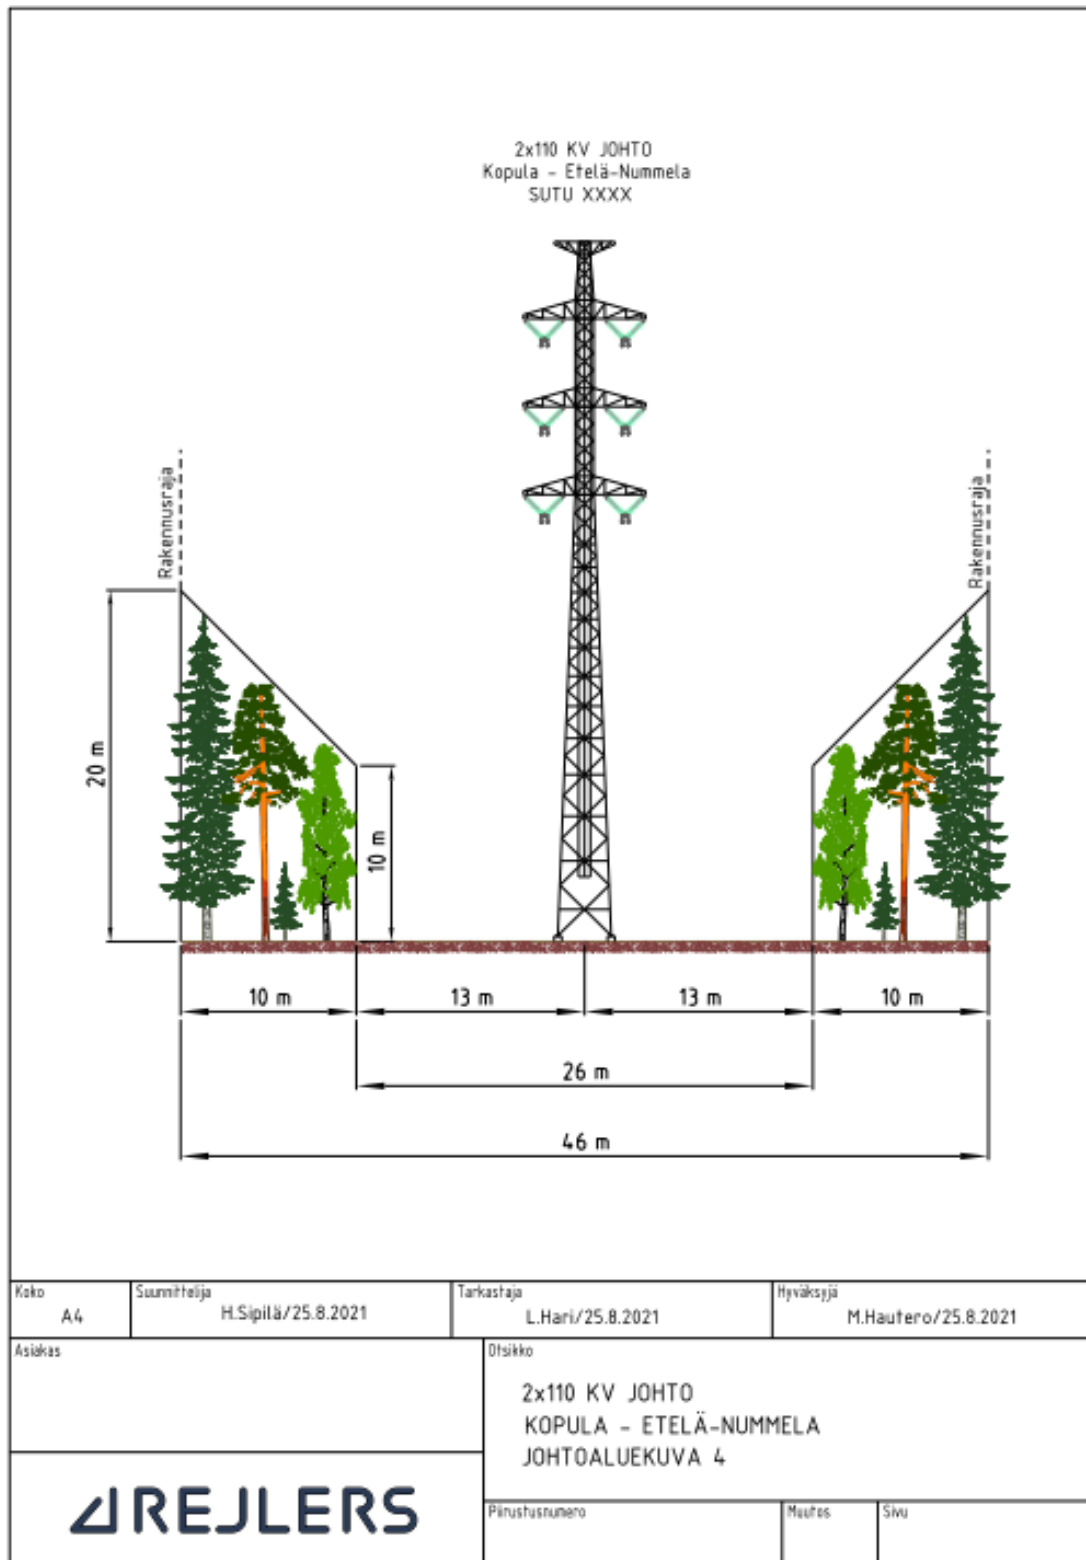 2x110 KV JOHTO
Kopula - Etelä-Nummela
SUTU XXXX
Rakennusraja
Rakennusraja
20 m
10 m
10 m
13 m
13 m
10 m
26 m
46 m
Koko
A4
Suunnittelija
H.Sipilä/25.8.2021
Tarkastaja
L.Hari/25.8.2021
Hyväksyjä
M.Hautero/25.8.2021
Asiakas
Otsikko
2x110 KV JOHTO
KOPULA - ETELÄ-NUMMELA
JOHTOALUEKUVA 4
REJLERS
Piirustusnumero
Muutos
Sivu